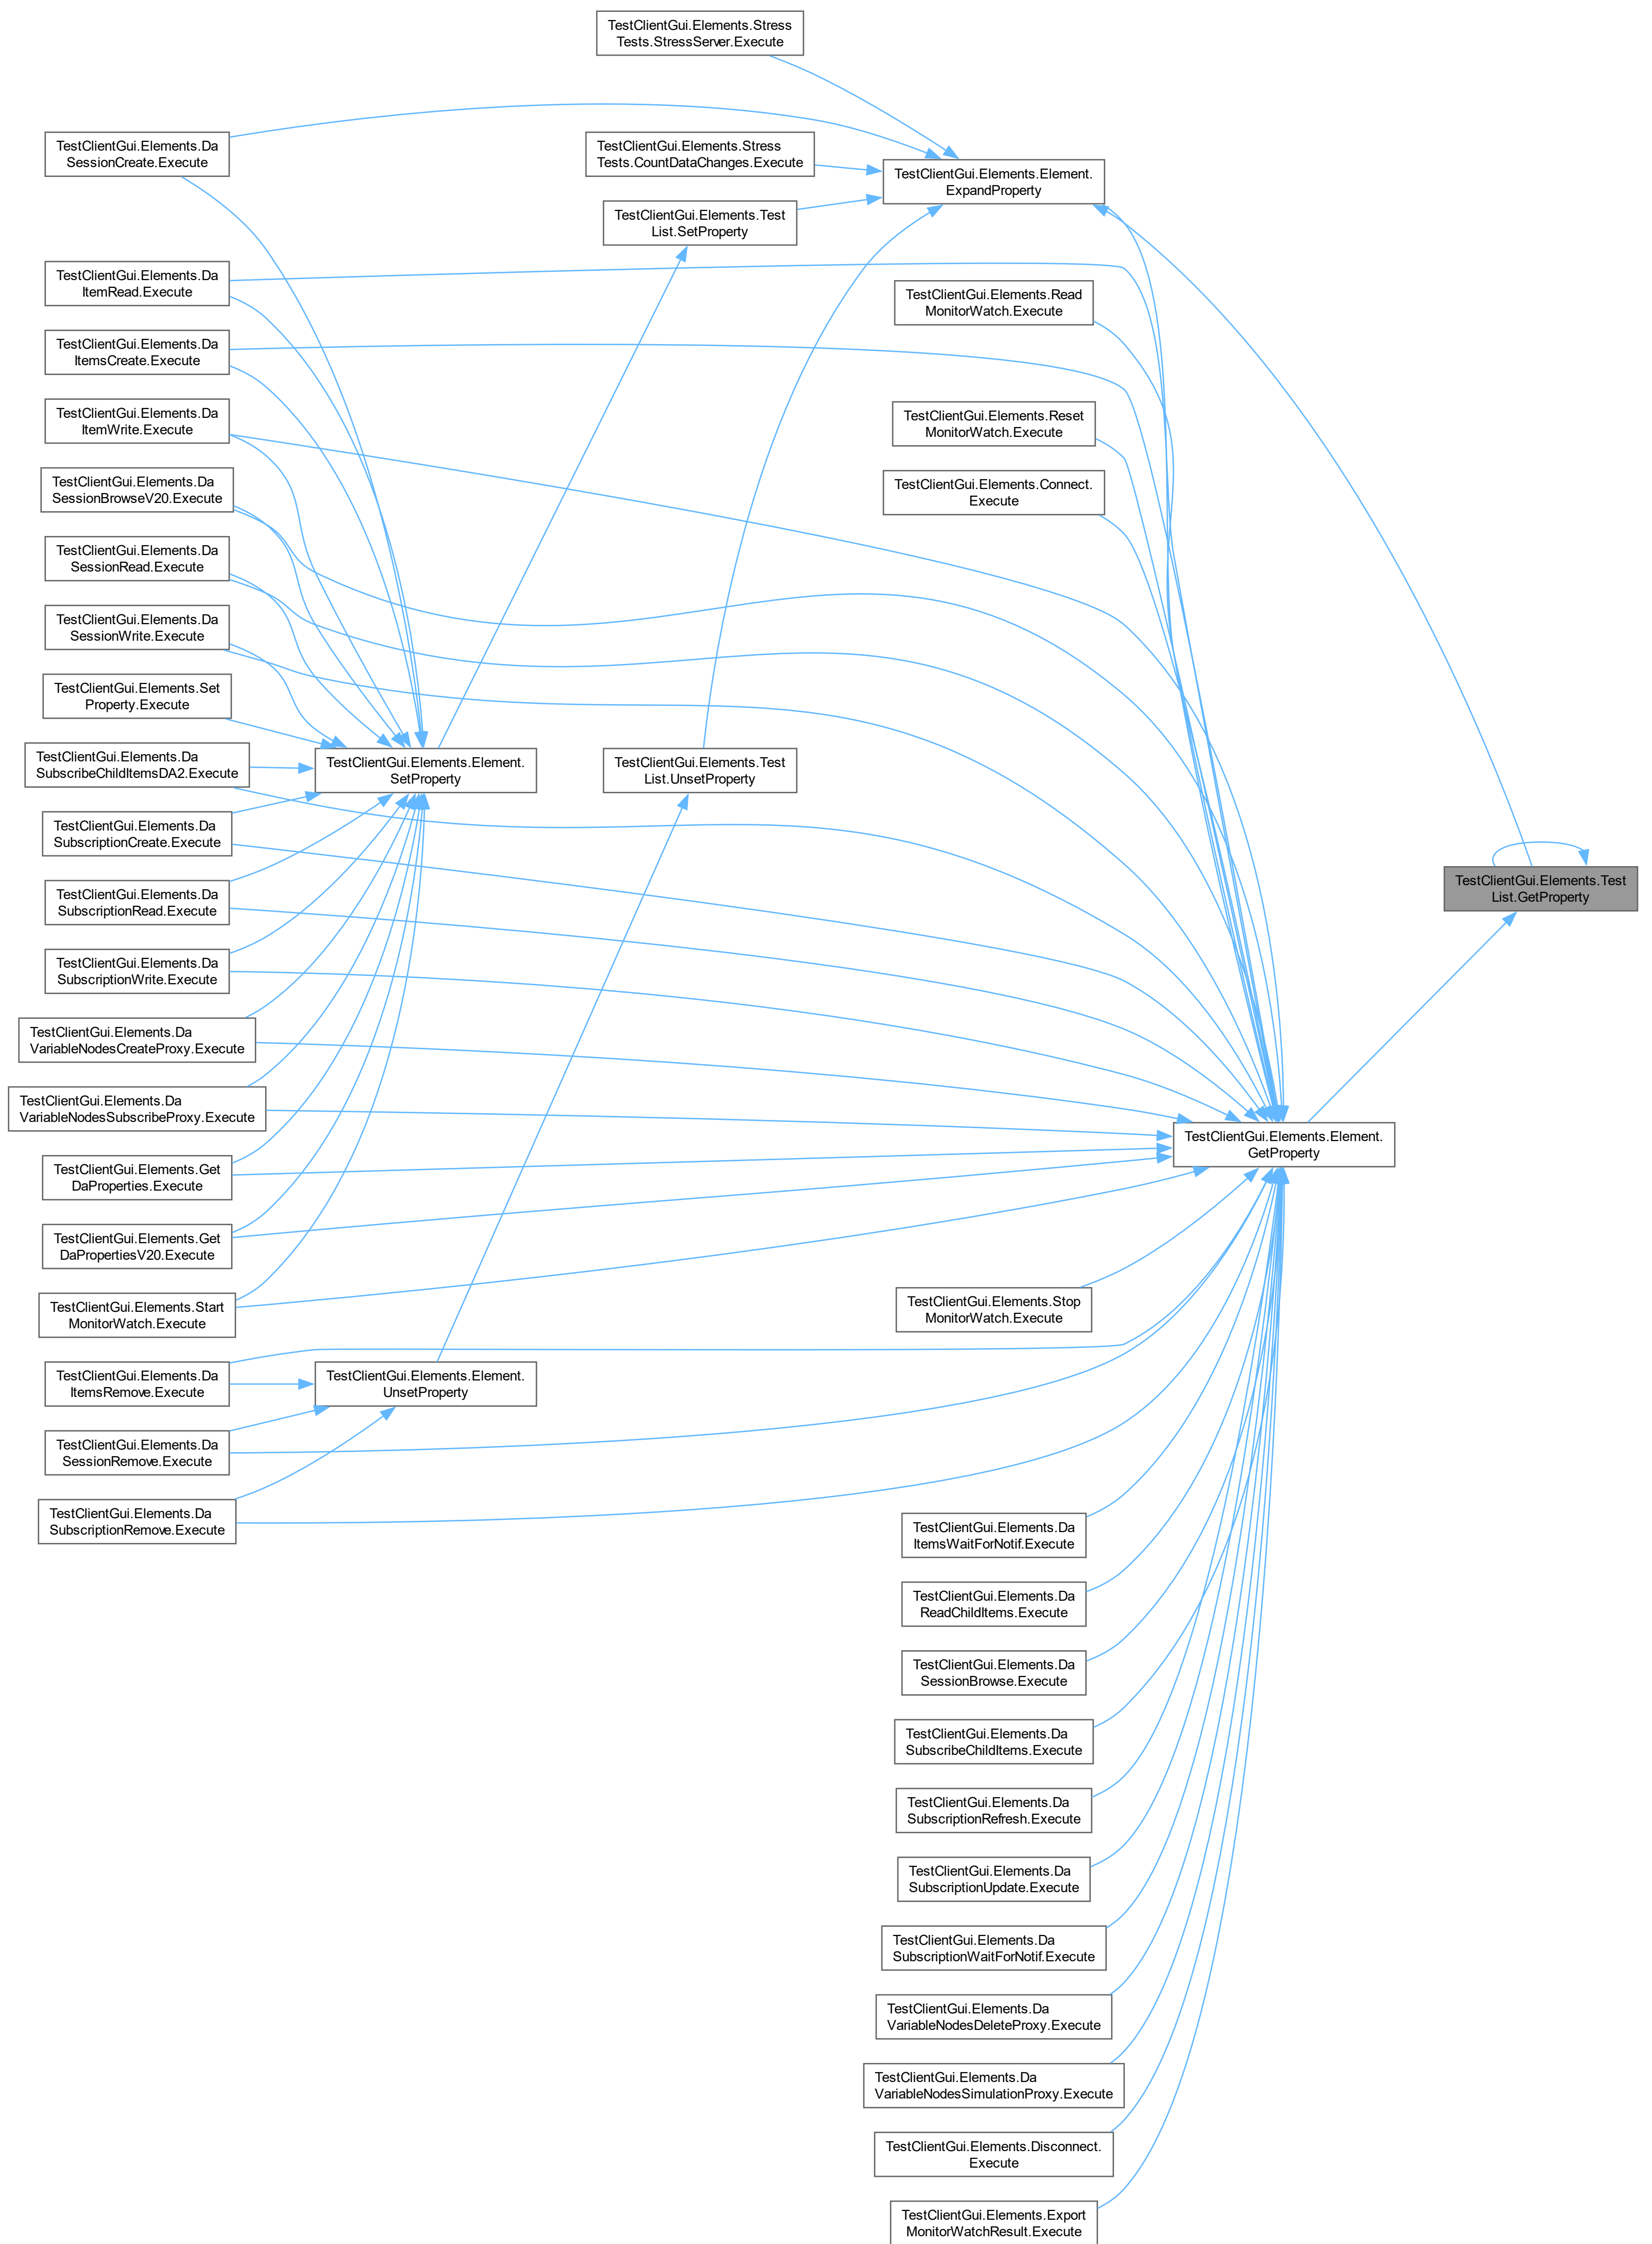 TestClientGui.Elements.Stress
Tests.StressServer.Execute
TestClientGui.Elements.Da
SessionCreate.Execute
TestClientGui.Elements.Stress
Tests.CountDataChanges.Execute
TestClientGui.Elements.Element.
ExpandProperty
TestClientGui.Elements.Test
List.SetProperty
TestClientGui.Elements.Da
ItemRead.Execute
TestClientGui.Elements.Read
MonitorWatch.Execute
TestClientGui.Elements.Da
ItemsCreate.Execute
TestClientGui.Elements.Da
ItemWrite.Execute
TestClientGui.Elements.Reset
MonitorWatch.Execute
TestClientGui.Elements.Da
SessionBrowseV20.Execute
TestClientGui.Elements.Connect.
Execute
TestClientGui.Elements.Da
SessionRead.Execute
TestClientGui.Elements.Da
SessionWrite.Execute
TestClientGui.Elements.Set
Property.Execute
TestClientGui.Elements.Da
SubscribeChildItemsDA2.Execute
TestClientGui.Elements.Element.
SetProperty
TestClientGui.Elements.Test
List.UnsetProperty
TestClientGui.Elements.Da
SubscriptionCreate.Execute
TestClientGui.Elements.Da
SubscriptionRead.Execute
TestClientGui.Elements.Test
List.GetProperty
TestClientGui.Elements.Da
SubscriptionWrite.Execute
TestClientGui.Elements.Da
VariableNodesCreateProxy.Execute
TestClientGui.Elements.Da
VariableNodesSubscribeProxy.Execute
TestClientGui.Elements.Element.
GetProperty
TestClientGui.Elements.Get
DaProperties.Execute
TestClientGui.Elements.Get
DaPropertiesV20.Execute
TestClientGui.Elements.Start
MonitorWatch.Execute
TestClientGui.Elements.Stop
MonitorWatch.Execute
TestClientGui.Elements.Da
ItemsRemove.Execute
TestClientGui.Elements.Element.
UnsetProperty
TestClientGui.Elements.Da
SessionRemove.Execute
TestClientGui.Elements.Da
SubscriptionRemove.Execute
TestClientGui.Elements.Da
ItemsWaitForNotif.Execute
TestClientGui.Elements.Da
ReadChildItems.Execute
TestClientGui.Elements.Da
SessionBrowse.Execute
TestClientGui.Elements.Da
SubscribeChildItems.Execute
TestClientGui.Elements.Da
SubscriptionRefresh.Execute
TestClientGui.Elements.Da
SubscriptionUpdate.Execute
TestClientGui.Elements.Da
SubscriptionWaitForNotif.Execute
TestClientGui.Elements.Da
VariableNodesDeleteProxy.Execute
TestClientGui.Elements.Da
VariableNodesSimulationProxy.Execute
TestClientGui.Elements.Disconnect.
Execute
TestClientGui.Elements.Export
MonitorWatchResult.Execute